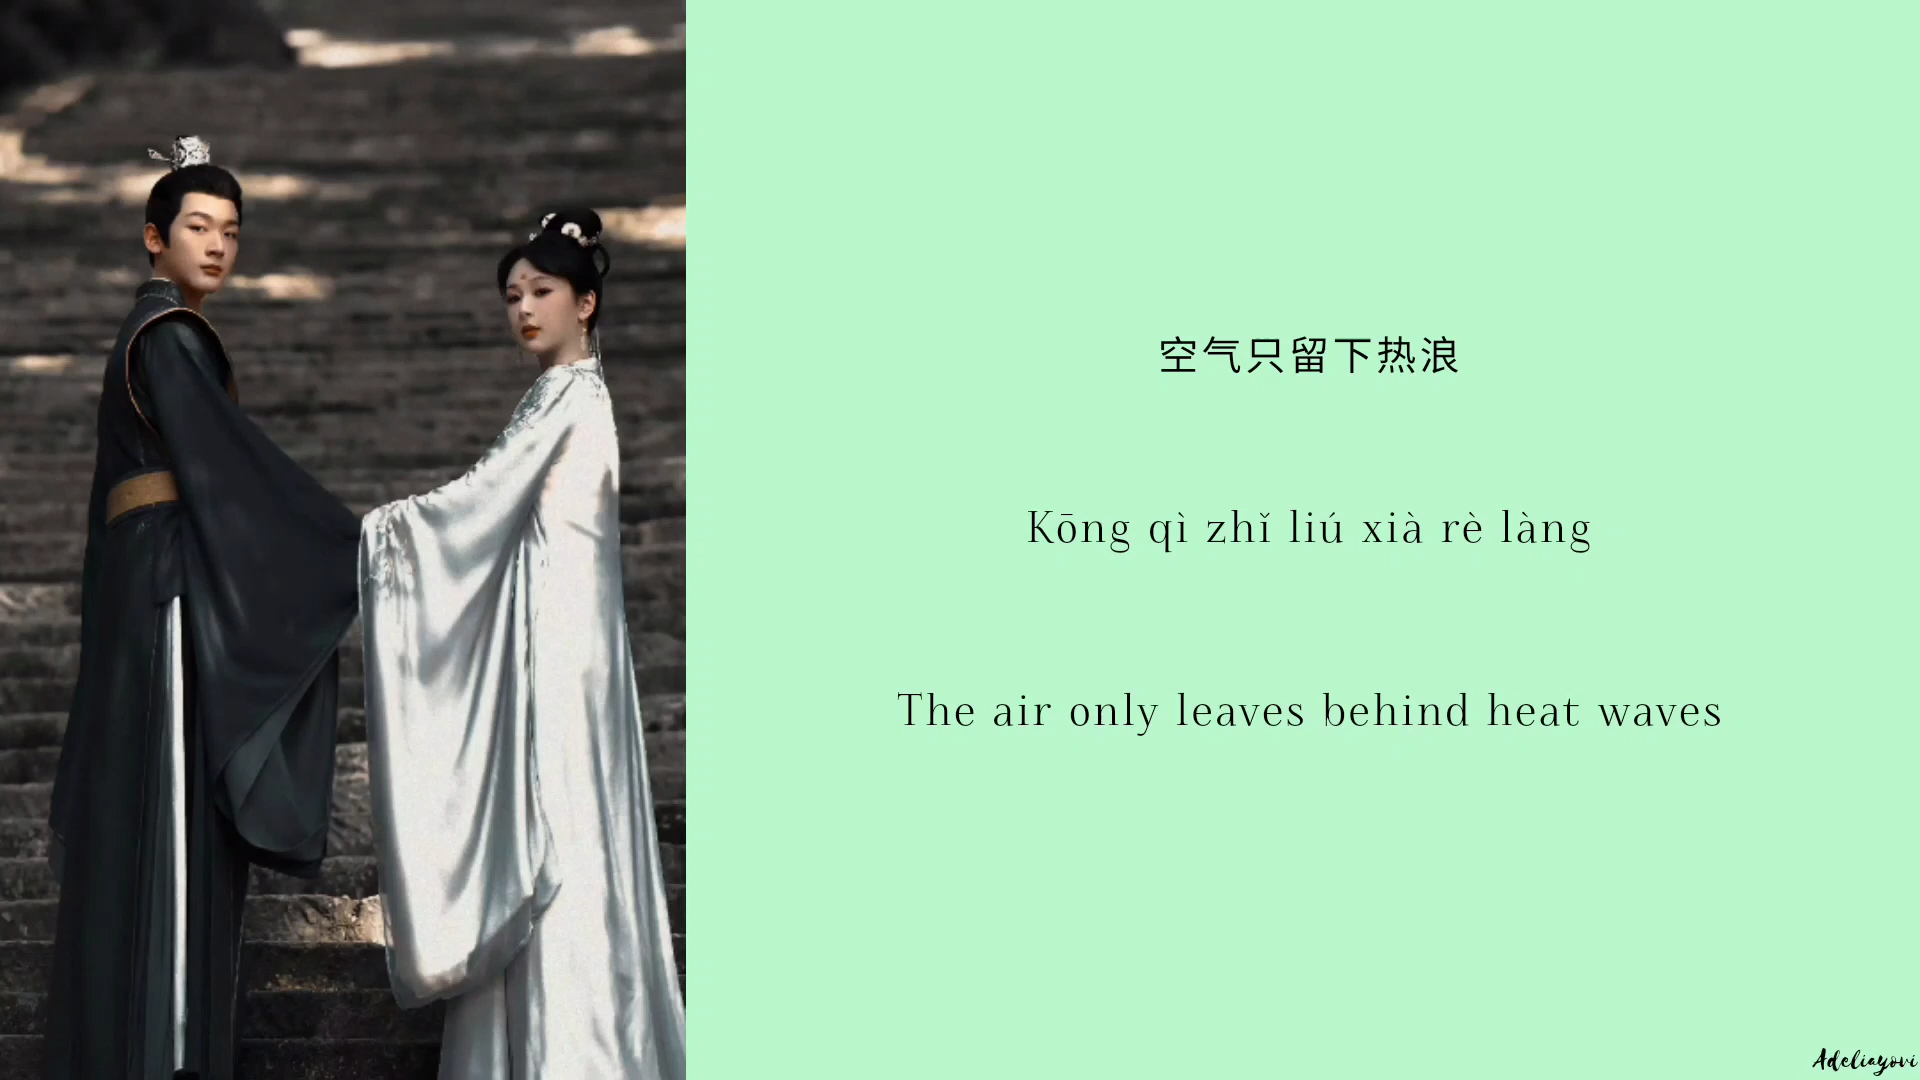 空气只留下热浪
Kōng qì zhǐ liú xià rè làng
The air only leaves behind heat waves
Adeliayovi